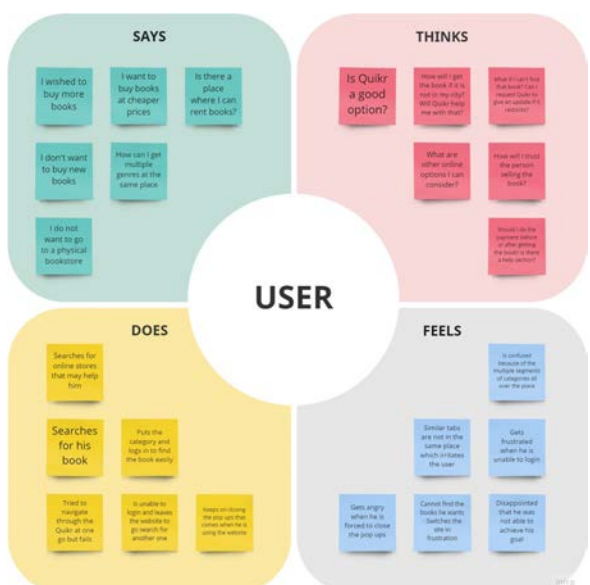 SAYS
I wished to
buy more
books
I want to
buy books
at cheaper
prices
Is there a
place
where I can
rent books?
I don't want
to buy new
books
How can I get
multiple
genres at the
same place
I do not
want to go
to a physical
bookstore
THINKS
Is Quikr
a good
option?
How will I get
the book if it is
not in my city?
Will Quikr help
me with that?
What if I can't find
that book? Can I
request Quikr to
give an update if it
restocks?
What are
other online
options I can
consider?
How will I trust
the person
selling the
book?
Should I do the
payment before
or after getting
the book? Is there
a help section?
USER
DOES
Searches for
online stores
that may help
him
Searches
for his
book
Puts the
category and
logs in to find
the book easily
Tried to
navigate
through the
Quikr at one
go but fails
Is unable to
login and leaves
the website to
go search for
another one
Keeps on closing
the pop ups that
comes when he is
using the website
FEELS
Is confused
because of the
multiple segments
of categories all
over the place
Similar tabs
are not in the
same place
which irritates
the user
Gets
frustrated
when he is
unable to login
Gets angry
when he is
forced to close
the pop ups
Cannot find the
books he wants
- Switches the
site in
frustration
Disappointed
that he was
not able to
achieve his
goal